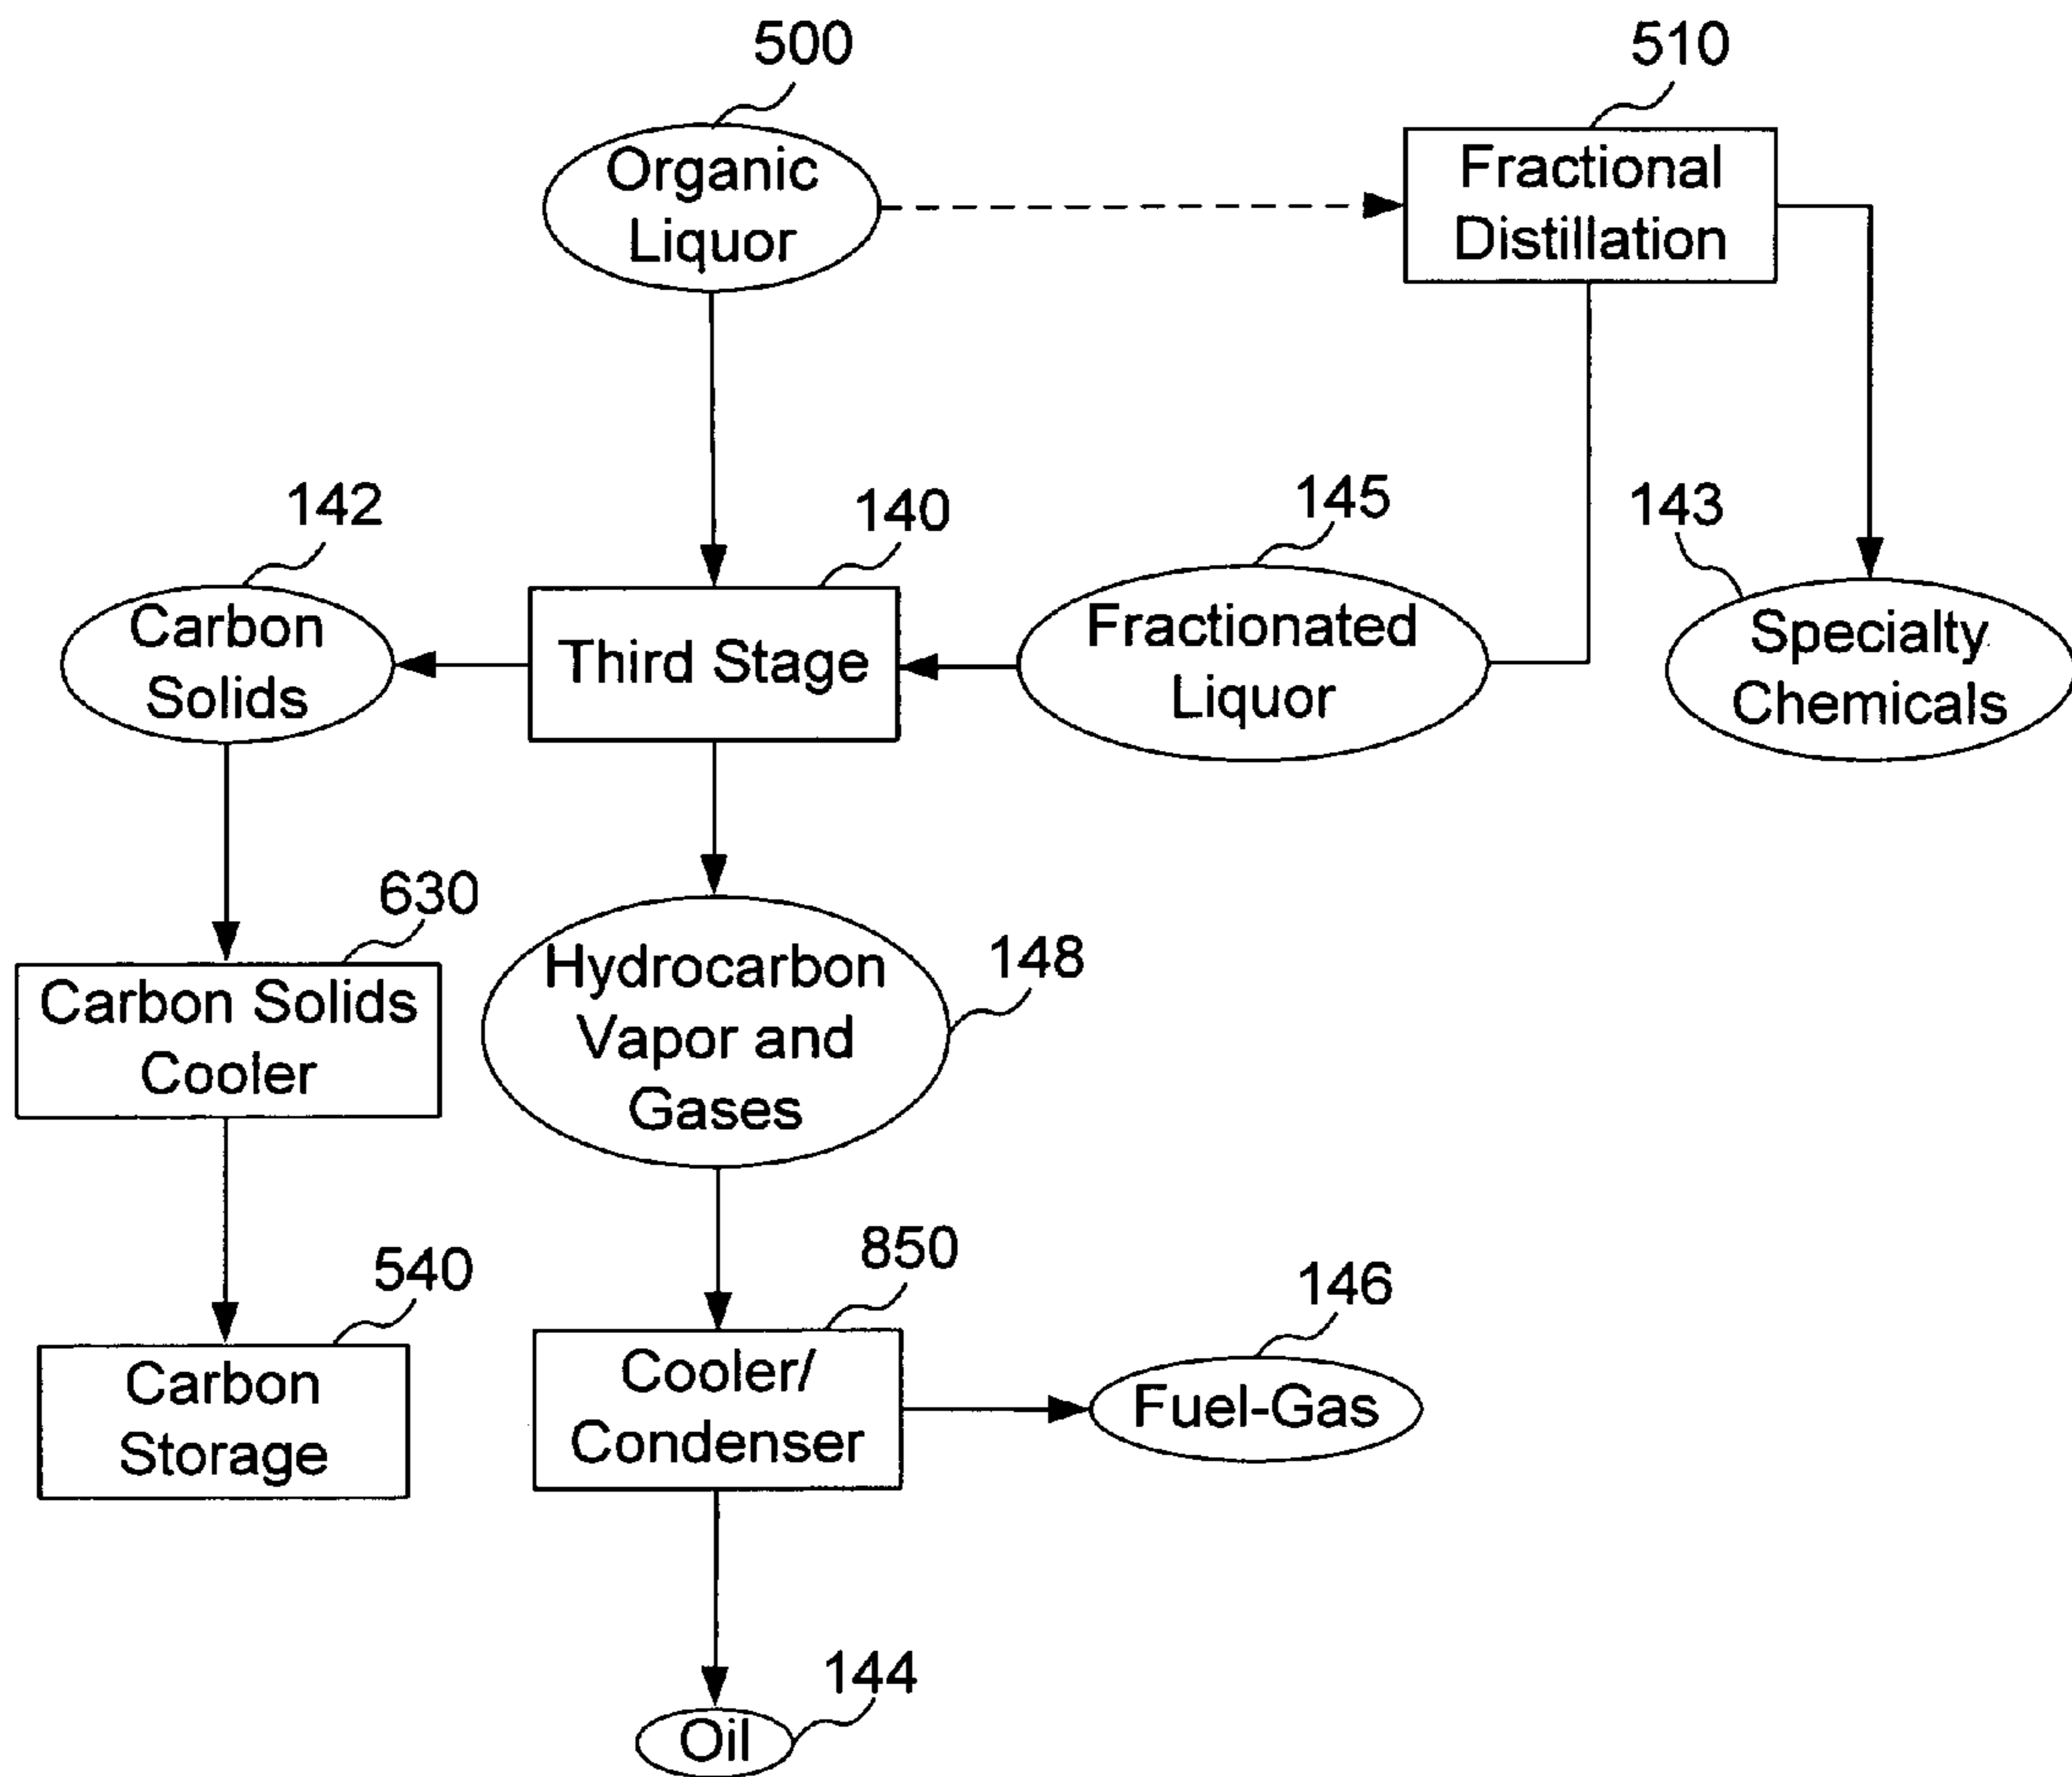 500
510
Organic
Liquor
Fractional
Distillation
142
140
145
143
Carbon
Solids
Third Stage
Fractionated
Liquor
Specialty
Chemicals
630
148
Carbon Solids
Cooler
Hydrocarbon
Vapor and
Gases
540
850
146
Carbon
Storage
Cooler/
Condenser
Fuel-Gas
144
Oil